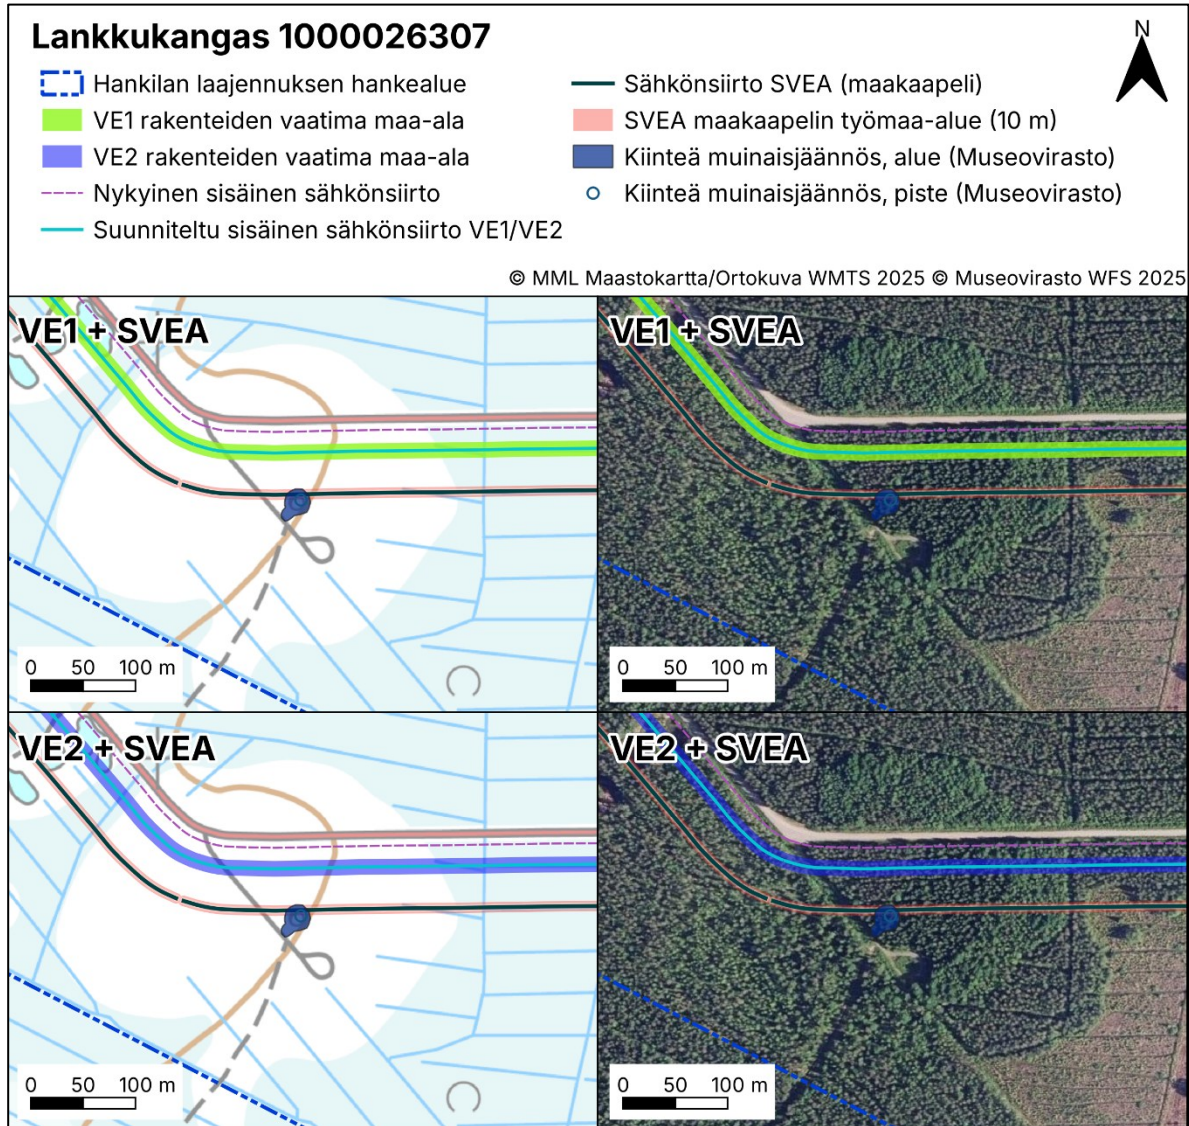 Lankkukangas 1000026307
N
Hankilan laajennuksen hankealue
VE1 rakenteiden vaatima maa-ala
VE2 rakenteiden vaatima maa-ala
Nykyinen sisäinen sähkönsiirto
Suunniteltu sisäinen sähkönsiirto VE1/VE2
Sähkönsiirto SVEA (maakaapeli)
SVEA maakaapelin työmaa-alue (10 m)
Kiinteä muinaisjäännös, alue (Museovirasto)
Kiinteä muinaisjäännös, piste (Museovirasto)
© MML Maastokartta/Ortokuva WMTS 2025 © Museovirasto WFS 2025
VE1 + SVEA
0 50 100 m
VE1 + SVEA
0 50 100 m
VE2 + SVEA
0 50 100 m
VE2 + SVEA
0 50 100 m